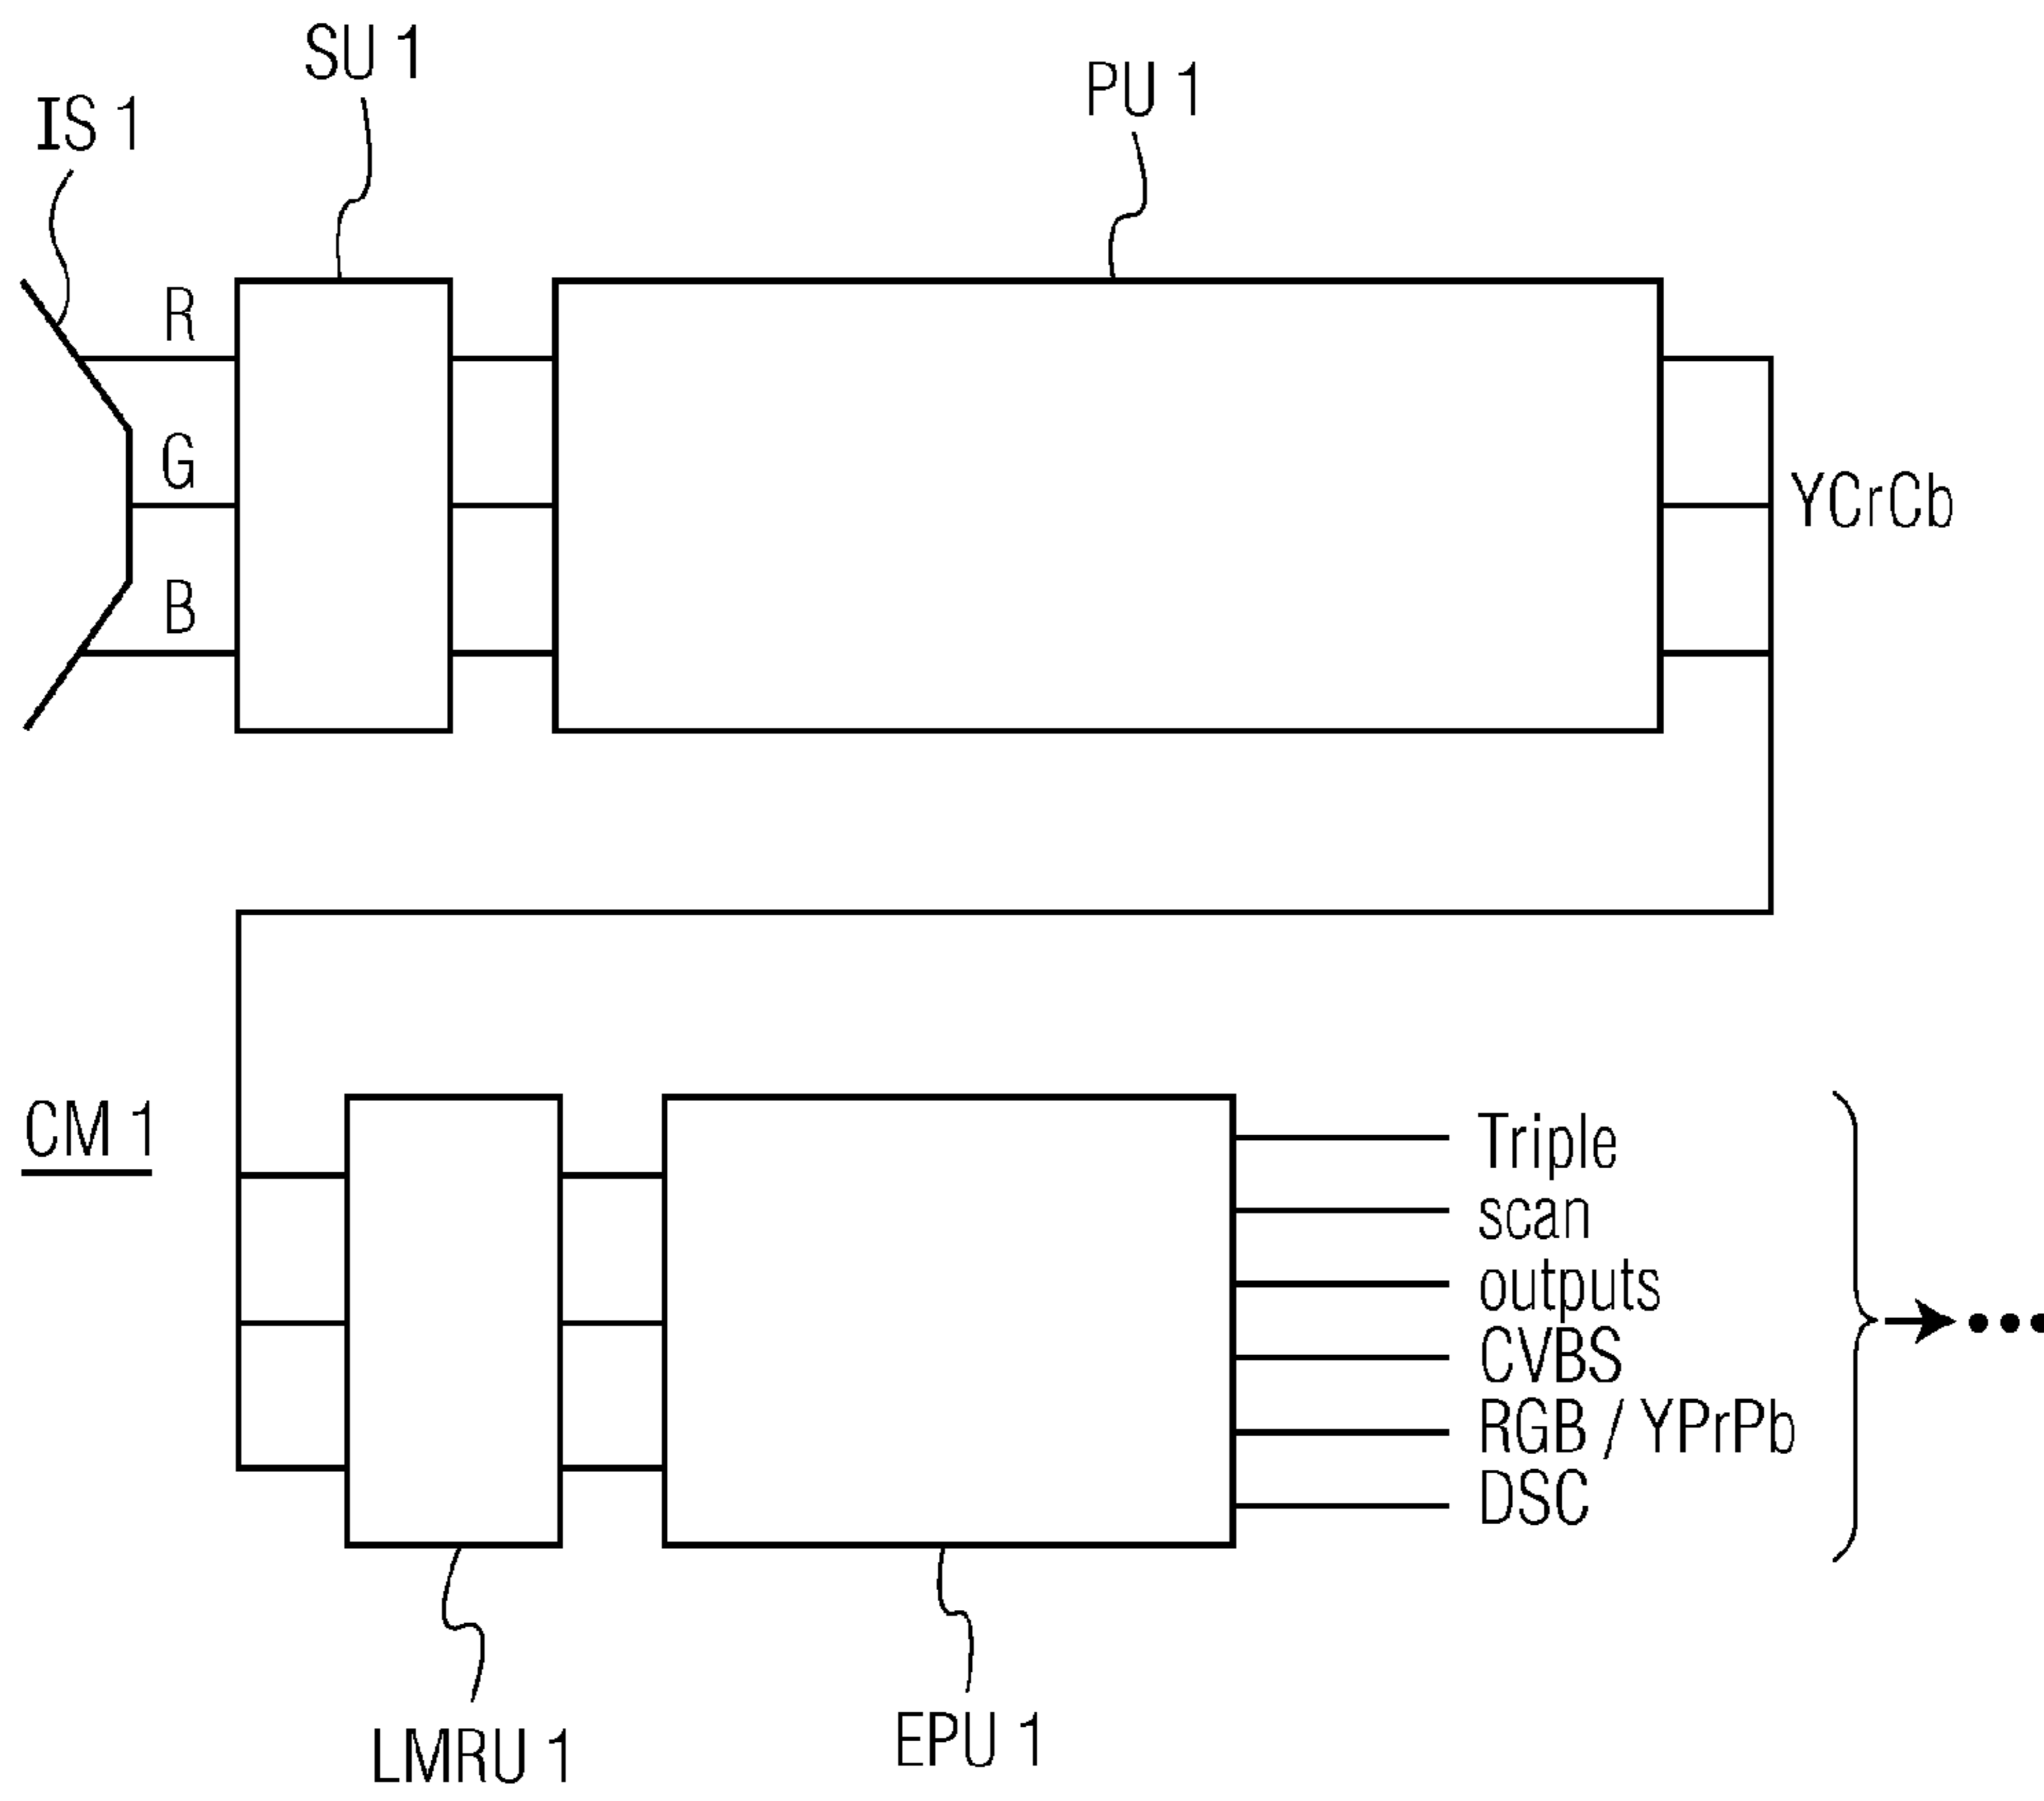 SU 1
PU 1
IS 1
R
G
B
YCrCb
CM 1
Triple
scan
outputs
CVBS
RGB / YPrPb
DSC
LMRU 1
EPU 1